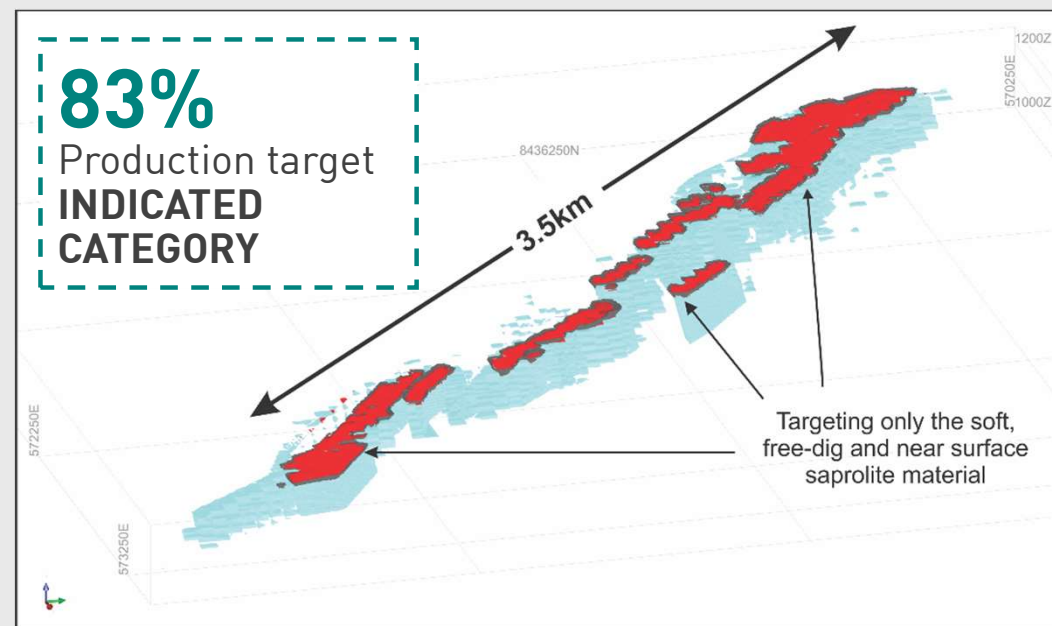 83%
Production target
INDICATED
CATEGORY
1200Z
570250E
51000Z
8436250N
3.5km
Targeting only the soft,
free-dig and near surface
saprolite material
572250E
573250E